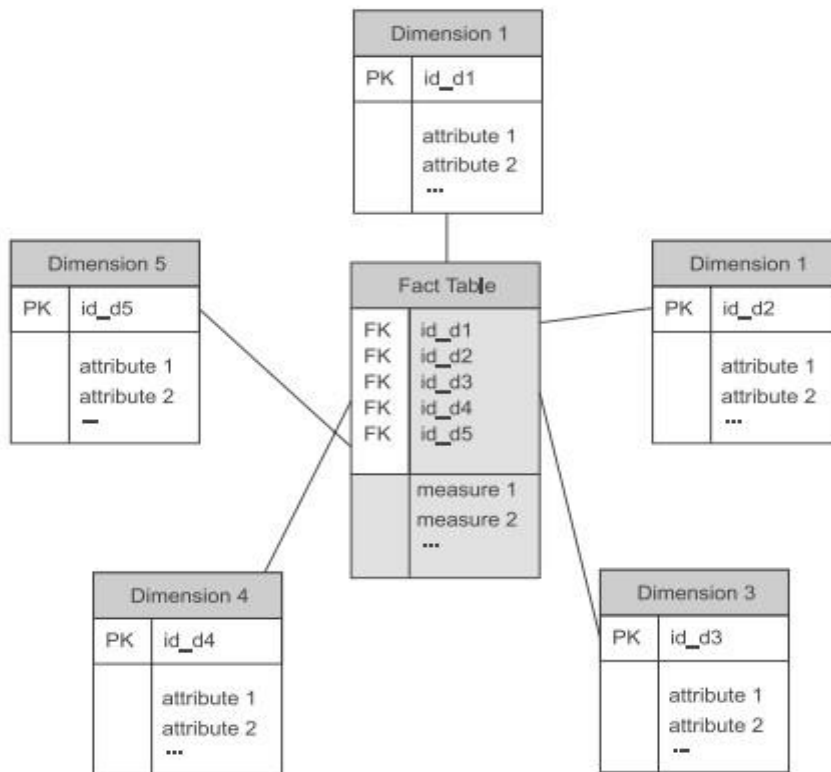 Dimension 1
PK id_d1
attribute 1
attribute 2
...
Dimension 5
PK id_d5
attribute 1
attribute 2
...
Fact Table
FK id_d1
FK id_d2
FK id_d3
FK id_d4
FK id_d5
measure 1
measure 2
...
Dimension 1
PK id_d2
attribute 1
attribute 2
...
Dimension 4
PK id_d4
attribute 1
attribute 2
...
Dimension 3
PK id_d3
attribute 1
attribute 2
...